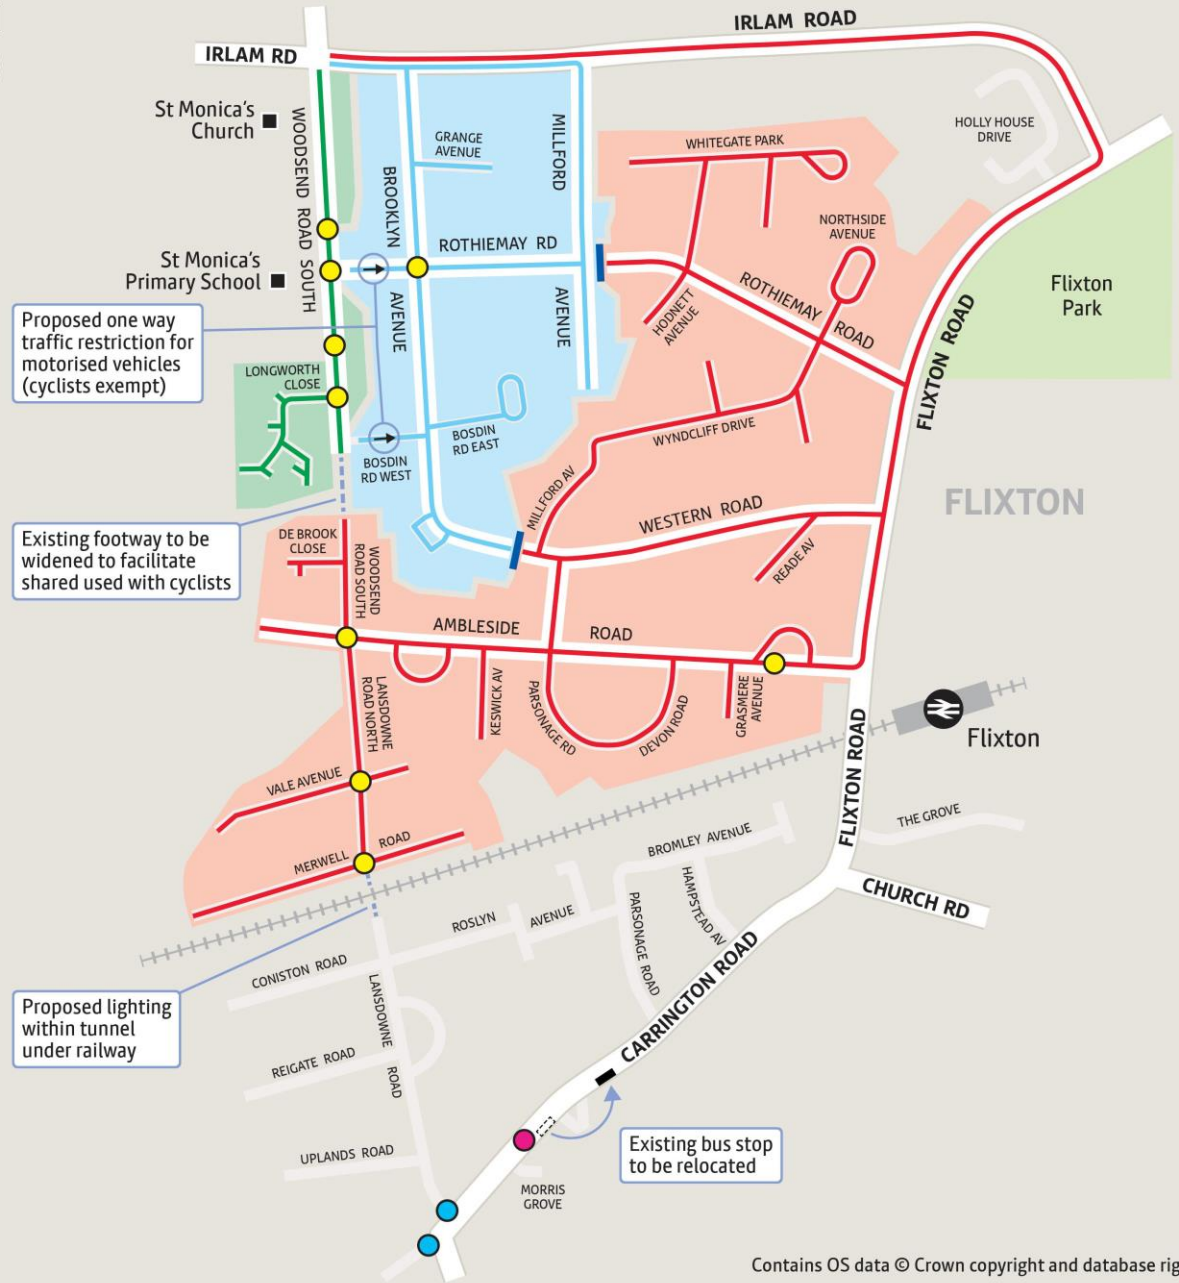 IRLAM ROAD
IRLAM RD
St Monica's
Church
WOODSEND ROAD SOUTH
GRANGE
AVENUE
MILLFORD
WHITEGATE PARK
HOLLY HOUSE
DRIVE
BROOKLYN
NORTHSIDE
AVENUE
ROTHIEMAY RD
St Monica's
Primary School
AVENUE
AVENUE
HODNETT
AVENUE
ROTHIEMAY ROAD
Flixton
Park
Proposed one way
traffic restriction for
motorised vehicles
(cyclists exempt)
FLIXTON ROAD
LONGWORTH
CLOSE
BOSDIN
RD EAST
WYNDCLIFF DRIVE
BOSDIN
RD WEST
MILLFORD AV
WESTERN ROAD
FLIXTON
Existing footway to be
widened to facilitate
shared used with cyclists
DE BROOK
CLOSE
WOODSEND
ROAD SOUTH
READE AV
AMBLESIDE ROAD
LANSDOWNE
ROAD NORTH
KESWICK AV
PARSONAGE RD
DEVON ROAD
GRASMERE
AVENUE
FLIXTON ROAD
Flixton
VALE AVENUE
MERWELL ROAD
BROMLEY AVENUE
THE GROVE
HAMPSTEAD AV
CHURCH RD
ROSLYN AVENUE
PARSONAGE ROAD
CONISTON ROAD
CARRINGTON ROAD
LANSDOWNE ROAD
Proposed lighting
within tunnel
under railway
REIGATE ROAD
UPLANDS ROAD
Existing bus stop
to be relocated
MORRIS
GROVE
Contains OS data © Crown copyright and database rig